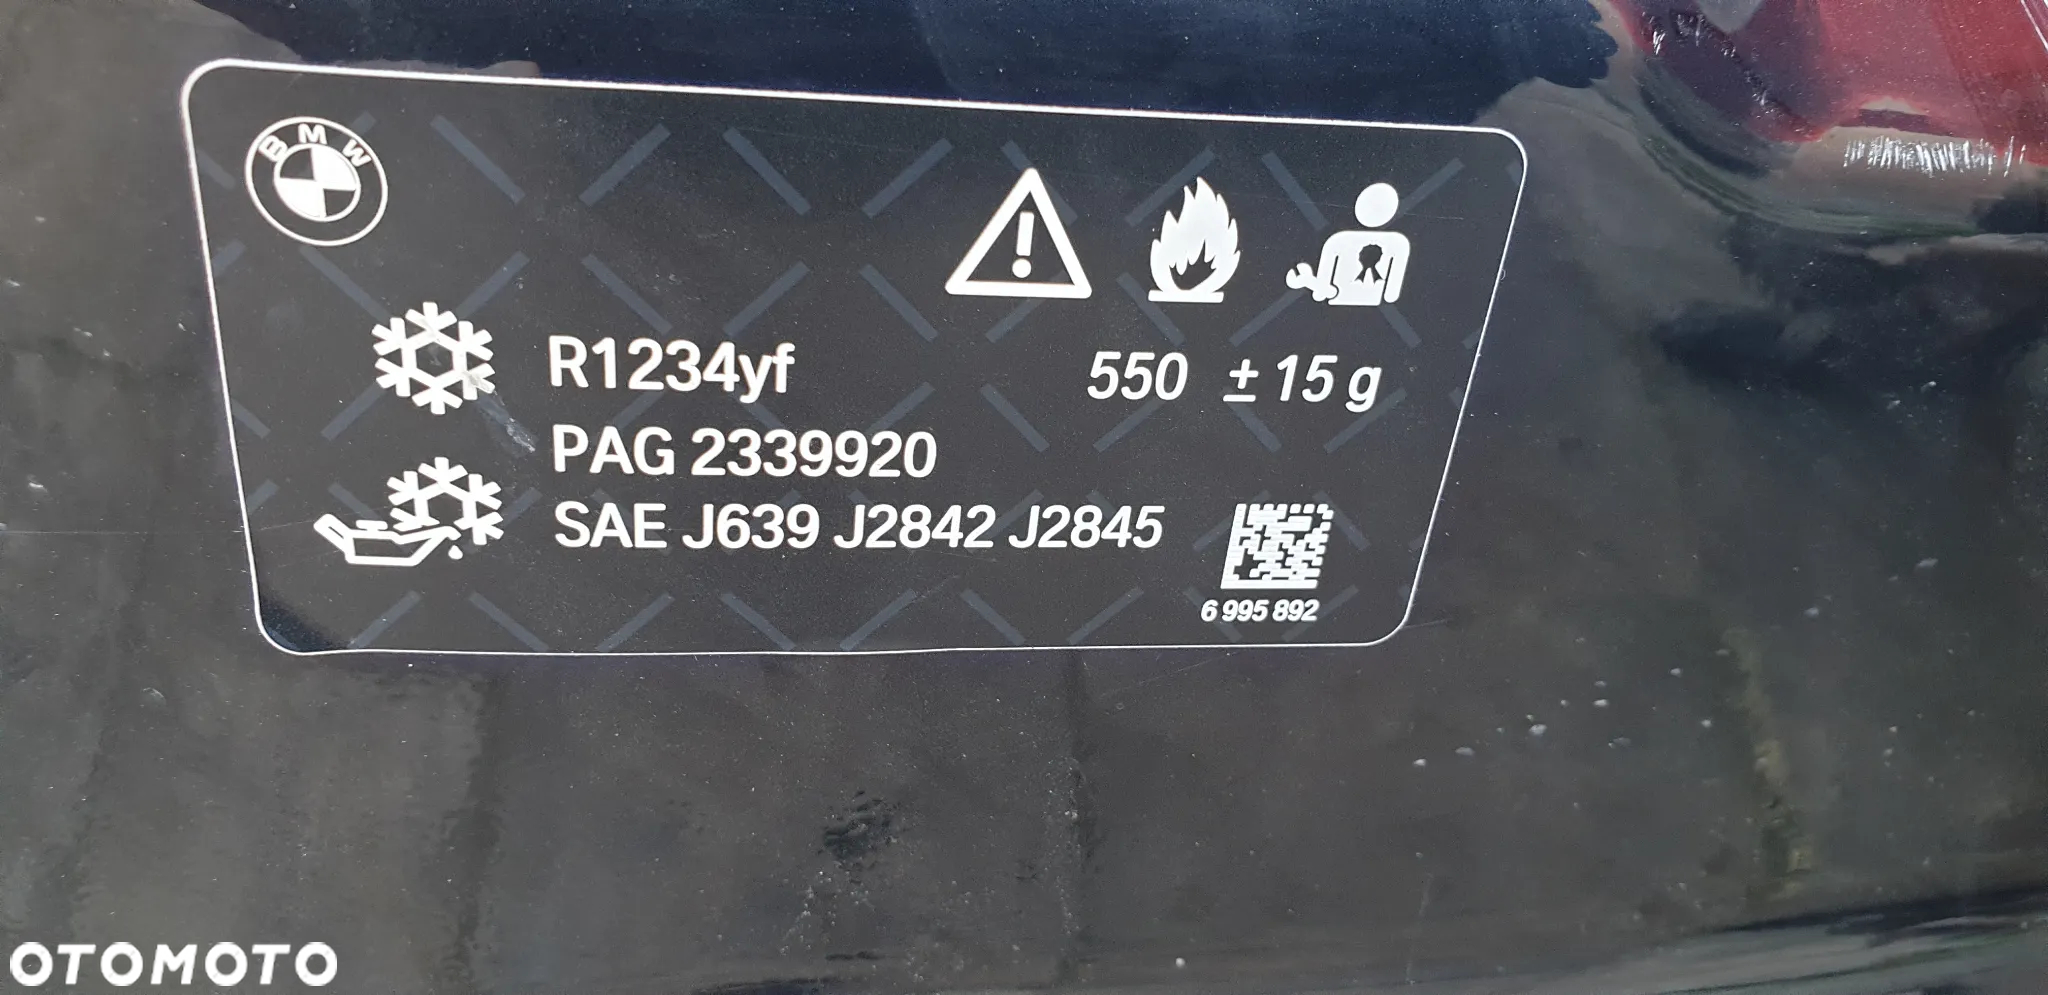 BMW
R1234yf 550 ± 15 g
PAG 2339920
SAE J639 J2842 J2845
6 995 892
OTOMOTO